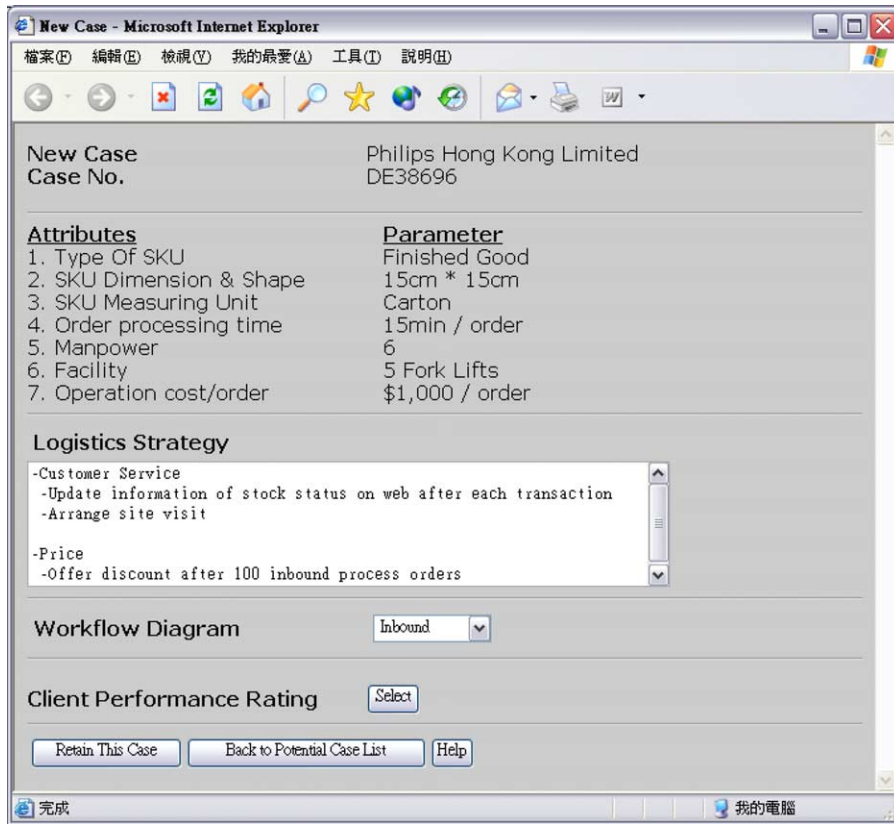 New Case - Microsoft Internet Explorer
檔案(F) 編輯(E) 檢視(V) 我的最愛(A) 工具(T) 說明(H)
New Case Philips Hong Kong Limited
Case No. DE38696
Attributes Parameter
1. Type Of SKU Finished Good
2. SKU Dimension & Shape 15cm * 15cm
3. SKU Measuring Unit Carton
4. Order processing time 15min / order
5. Manpower 6
6. Facility 5 Fork Lifts
7. Operation cost/order $1,000 / order
Logistics Strategy
-Customer Service
-Update information of stock status on web after each transaction
-Arrange site visit
-Price
-Offer discount after 100 inbound process orders
Workflow Diagram Inbound
Client Performance Rating Select
Retain This Case Back to Potential Case List Help
完成 我的電腦